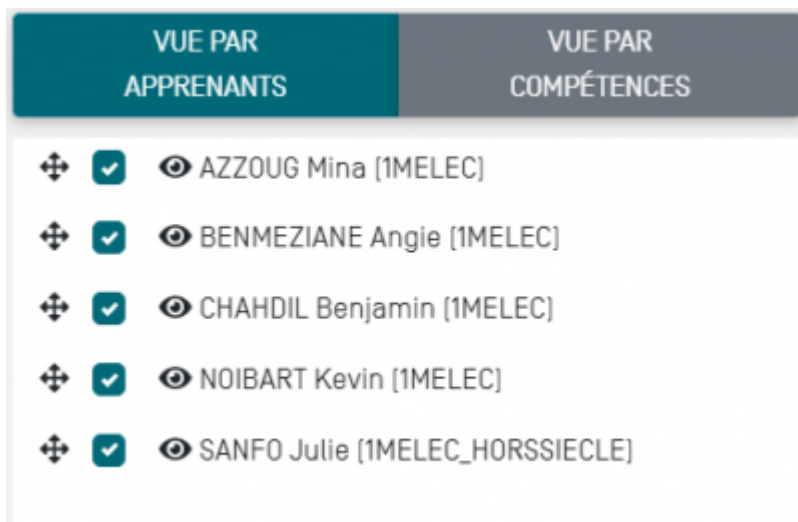 VUE PAR
APPRENANTS
VUE PAR
COMPÉTENCES
AZZOUG Mina [1MELEC]
BENMEZIANE Angie [1MELEC]
CHAHDIL Benjamin [1MELEC]
NOIBART Kevin [1MELEC]
SANFO Julie [1MELEC_HORSSIECLE]